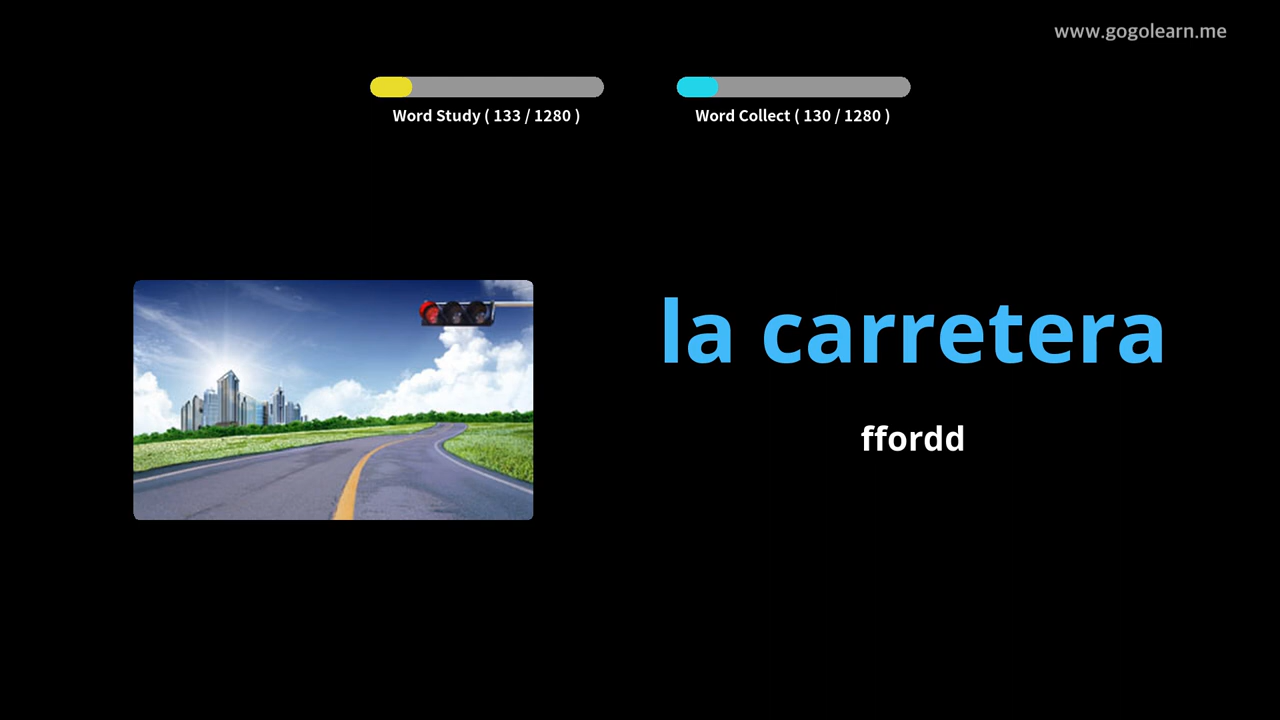 www.gogolearn.me
Word Study ( 133 / 1280 )
Word Collect ( 130 / 1280 )
la carretera
ffordd